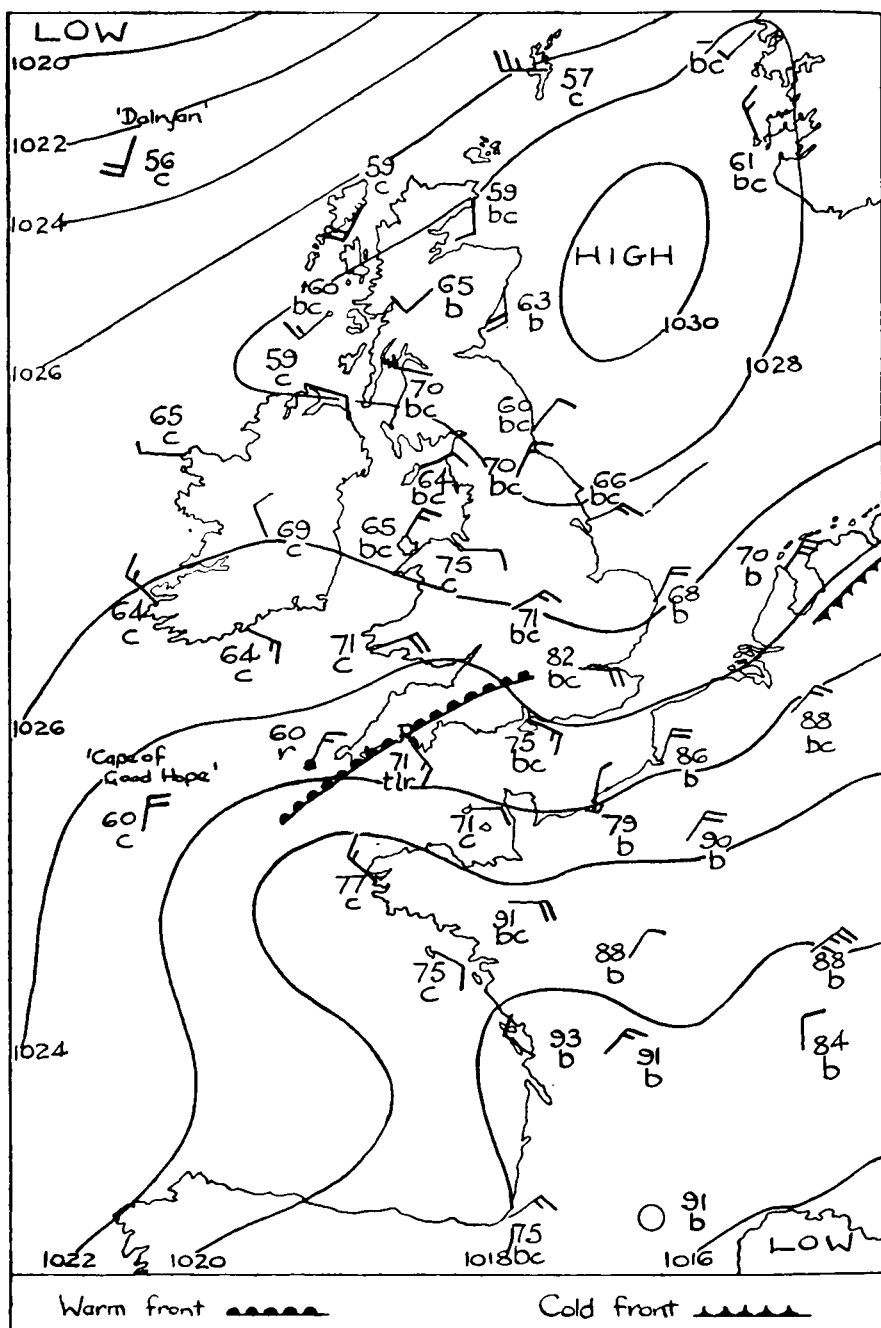 LOW
1020
'Dalnyan'
1022
56
c
57
c
bc
1024
59
c
59
bc
61
bc
HIGH
60
bc
65
b
63
b
1030
1026
59
c
70
bc
1028
65
c
60
bc
64
bc
70
bc
66
bc
69
c
65
bc
75
c
70
b
64
c
64
c
71
c
71
bc
68
b
82
bc
1026
60
r
'Cape of
Good Hope'
60
c
71
tlr
75
bc
86
b
88
bc
71
c
79
b
90
b
77
c
91
bc
75
c
88
b
88
b
1024
93
b
91
b
84
b
75
bc
91
b
1022
1020
1018
1016
LOW
Warm front
Cold front